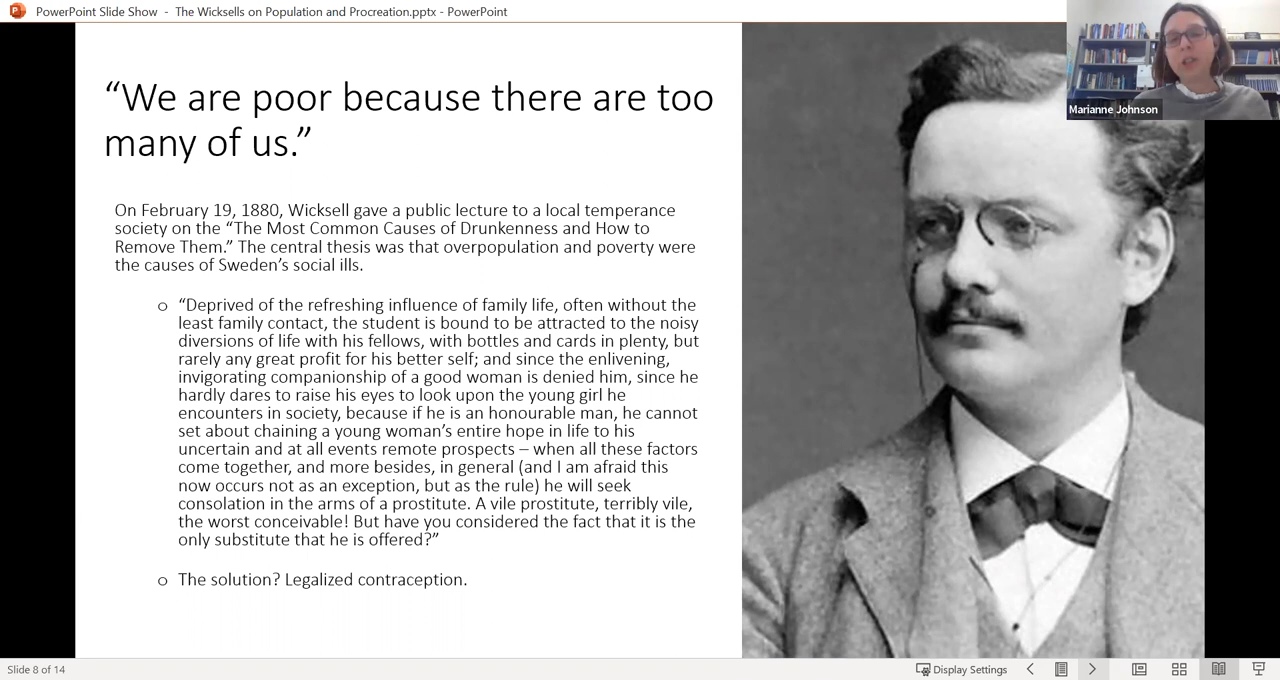 PowerPoint Slide Show - The Wicksells on Population and Procreation.pptx - PowerPoint
Marianne Johnson
“We are poor because there are too
many of us.”
On February 19, 1880, Wicksell gave a public lecture to a local temperance
society on the “The Most Common Causes of Drunkenness and How to
Remove Them.” The central thesis was that overpopulation and poverty were
the causes of Sweden’s social ills.
o “Deprived of the refreshing influence of family life, often without the
least family contact, the student is bound to be attracted to the noisy
diversions of life with his fellows, with bottles and cards in plenty, but
rarely any great profit for his better self; and since the enlivening,
invigorating companionship of a good woman is denied him, since he
hardly dares to raise his eyes to look upon the young girl he
encounters in society, because if he is an honourable man, he cannot
set about chaining a young woman’s entire hope in life to his
uncertain and at all events remote prospects – when all these factors
come together, and more besides, in general (and I am afraid this
now occurs not as an exception, but as the rule) he will seek
consolation in the arms of a prostitute. A vile prostitute, terribly vile,
the worst conceivable! But have you considered the fact that it is the
only substitute that he is offered?”
o The solution? Legalized contraception.
Slide 8 of 14
Display Settings